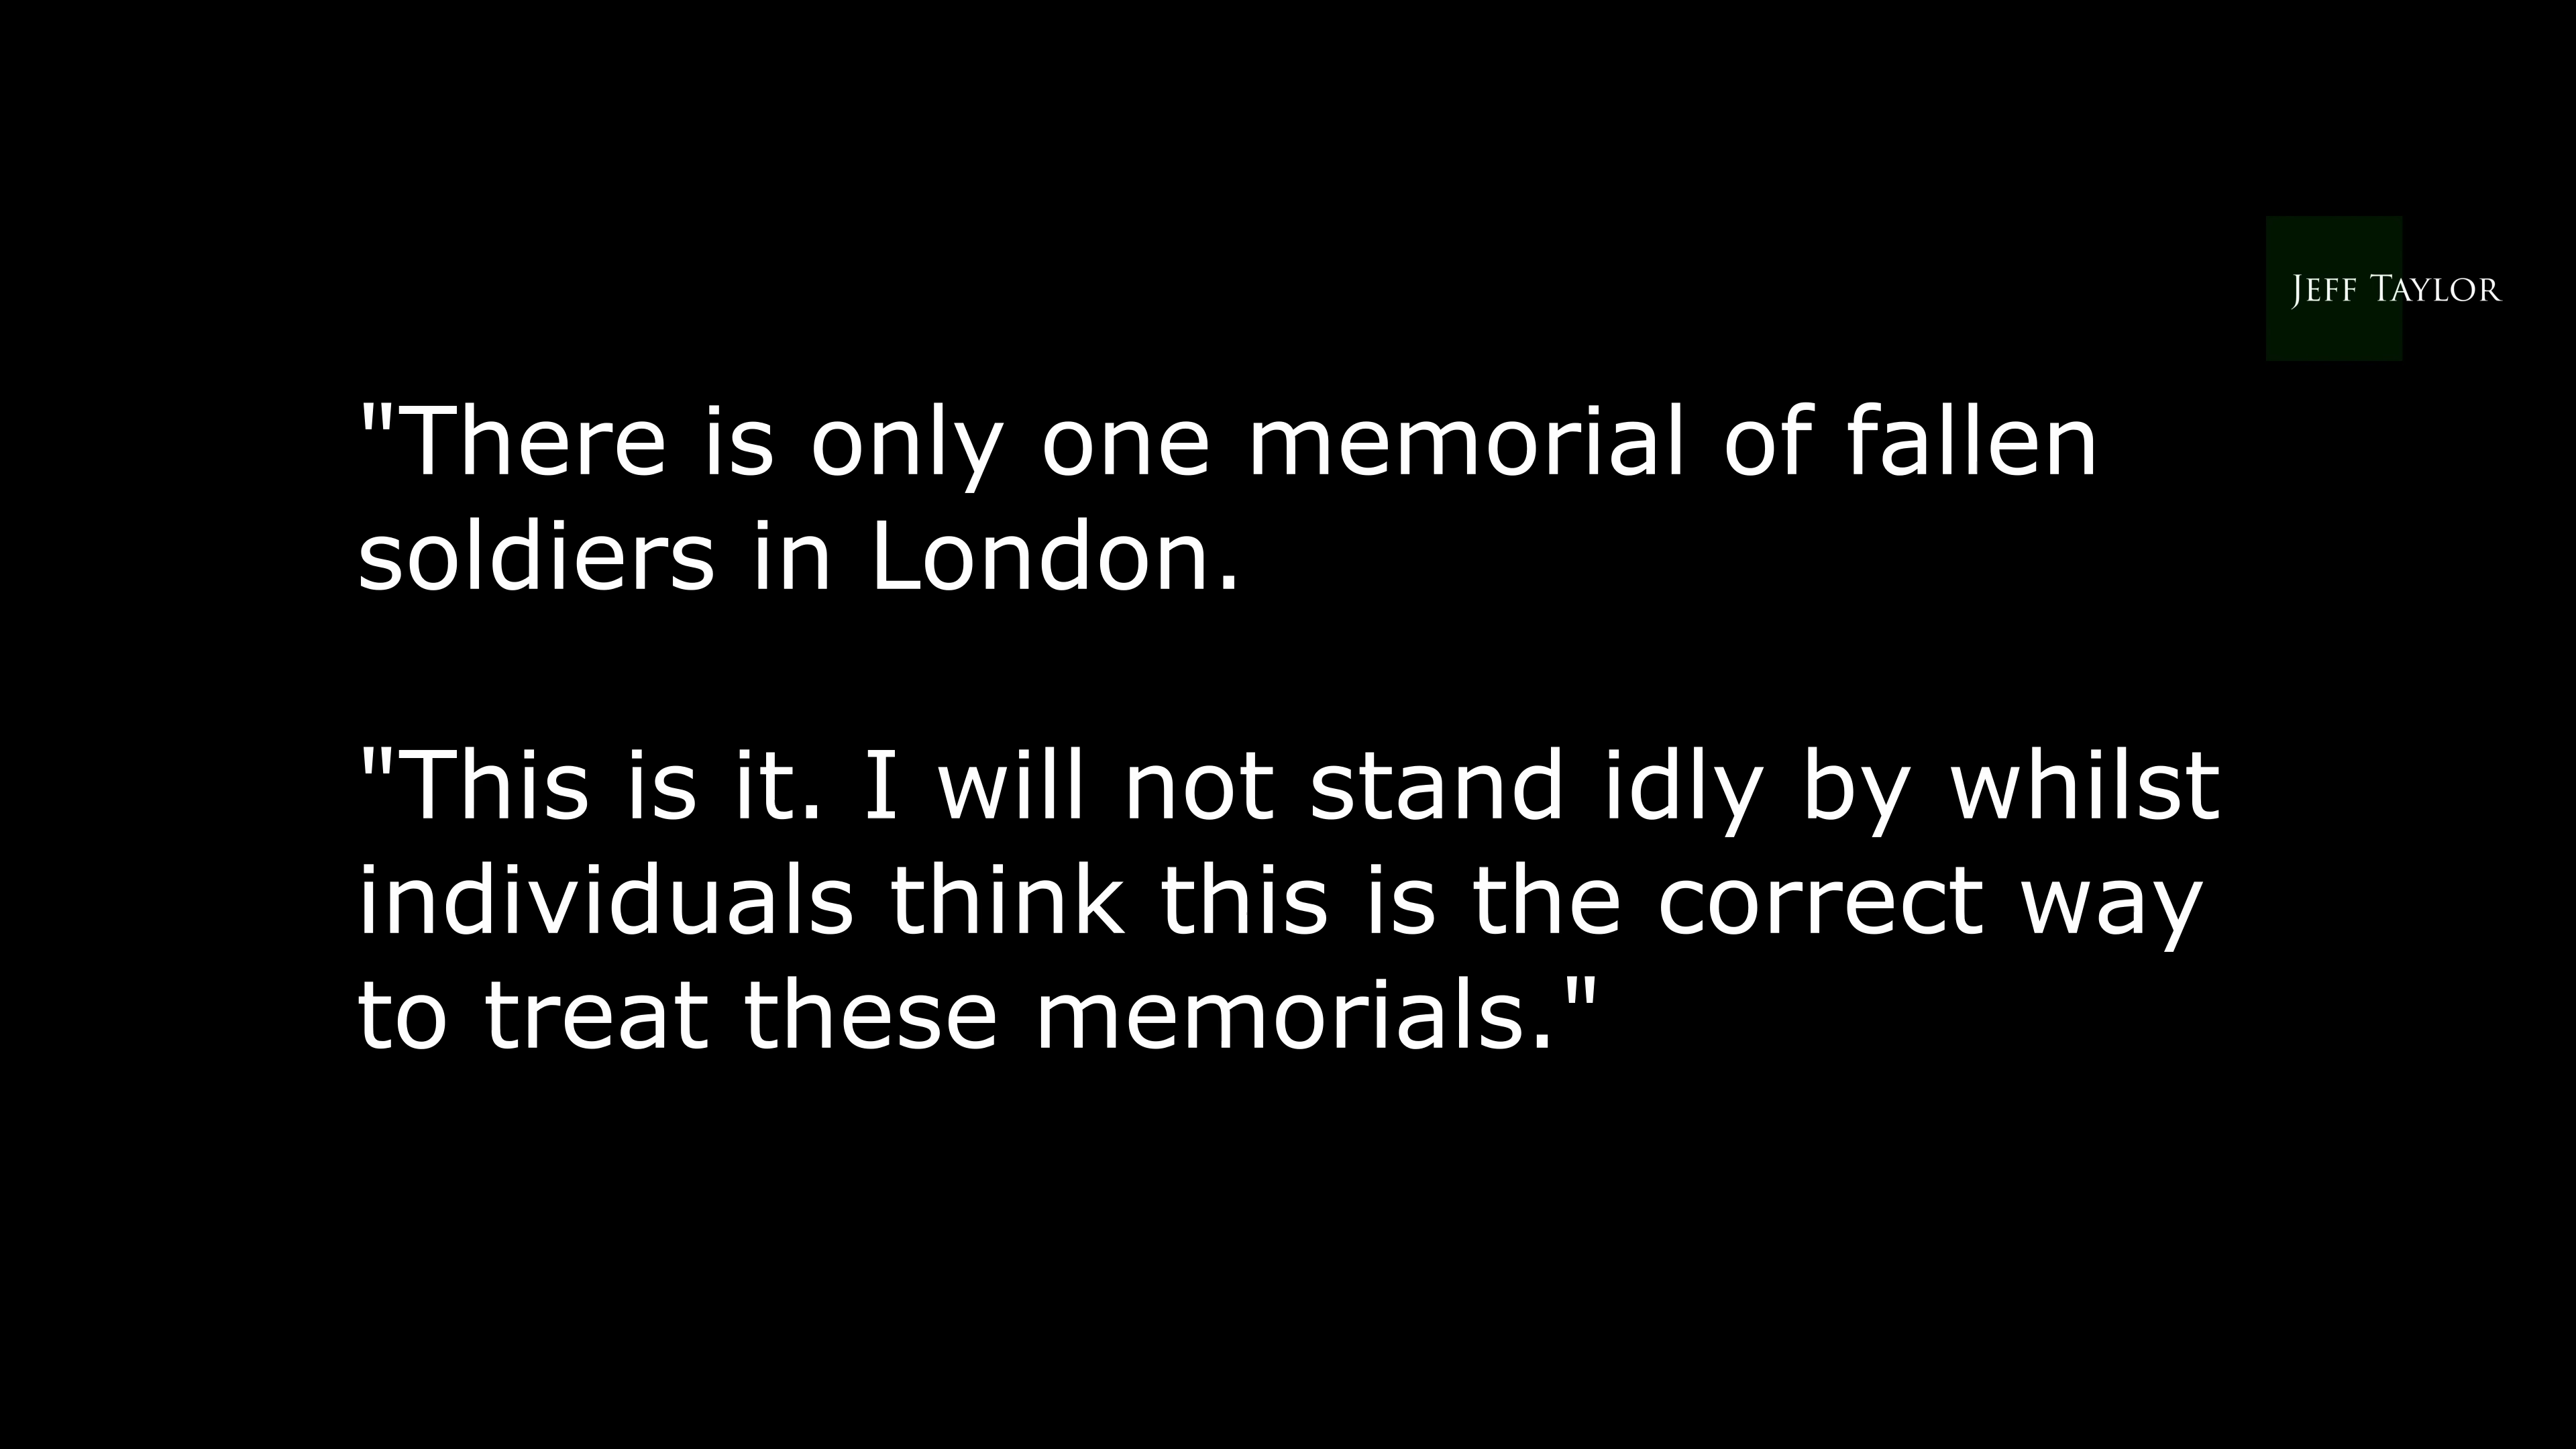 JEFF TAYLOR
"There is only one memorial of fallen
soldiers in London.
"This is it. I will not stand idly by whilst
individuals think this is the correct way
to treat these memorials."